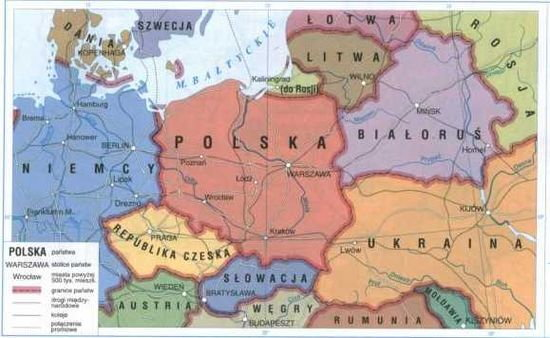 ŁOTWA
ROSJA
DANIA
SZWECJA
KOPENHAGA
M. BAŁTYCKIE
LITWA
WILNO
Kaliningrad
(do Rosji)
Hamburg
Brema
MIŃSK
BIAŁORUŚ
Hanower
BERLIN
POLSKA
Homel
Poznań
Łódź
WARSZAWA
NIEMCY
Lipsk
Drezno
Wrocław
Frankfurt n.M.
KIJÓW
Kraków
Lwów
UKRAINA
PRAGA
REPUBLIKA CZESKA
SŁOWACJA
WIEDEŃ
BRATYSŁAWA
AUSTRIA
WĘGRY
BUDAPESZT
RUMUNIA
MOŁDAWIA
KISZYNIÓW
POLSKA państwa
WARSZAWA stolice państw
Wrocław miasta powyżej
500 tys. mieszk.
granice państw
drogi między-
narodowe
koleje
połączenia
promowe